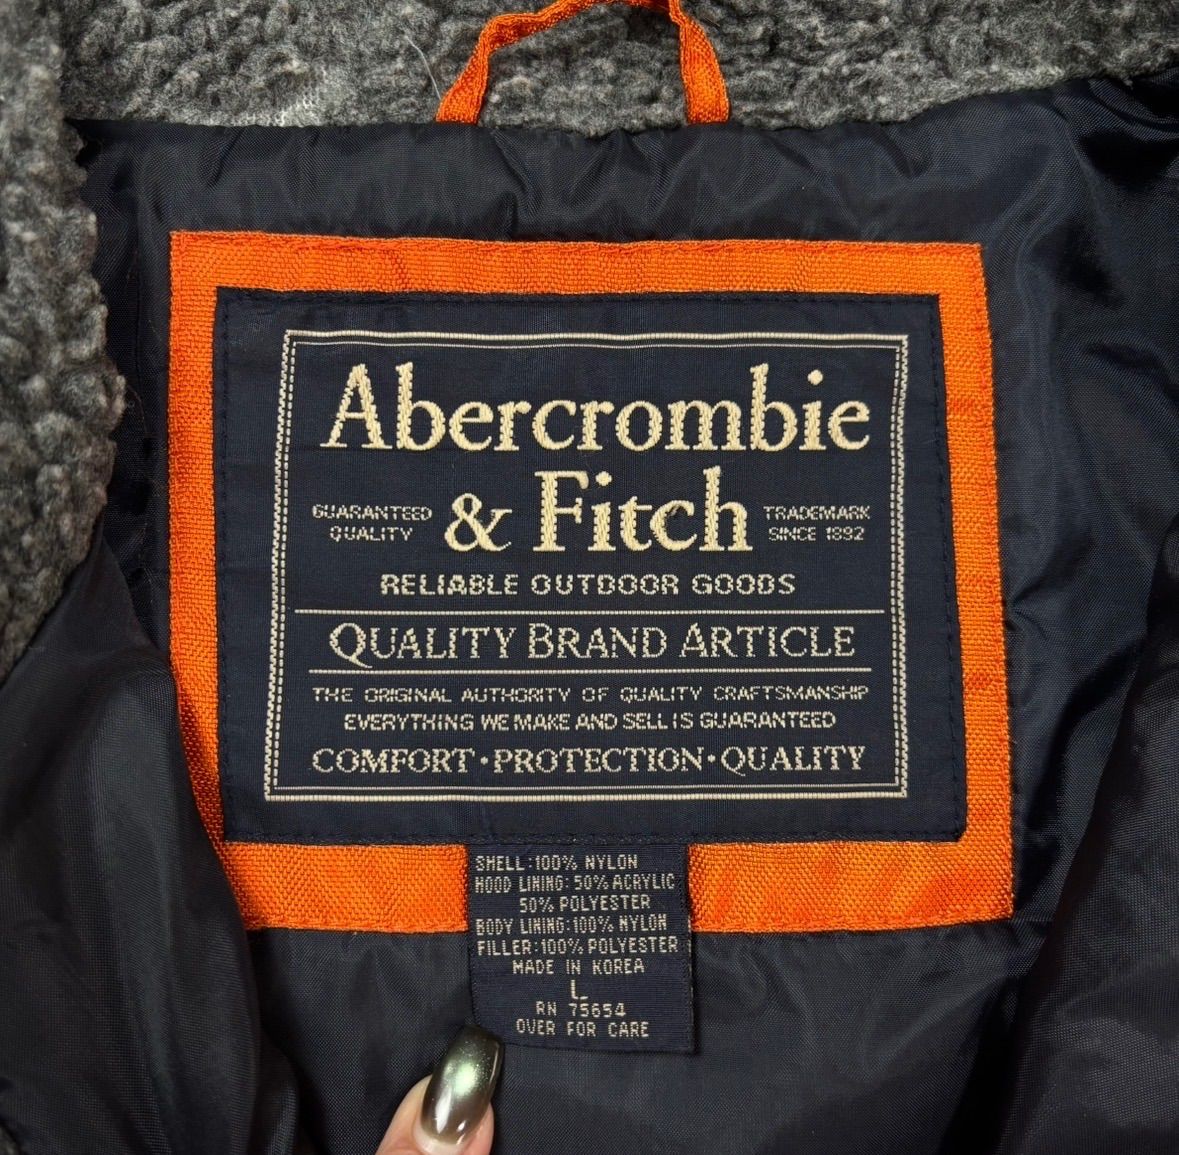 Abercrombie
GUARANTEED
QUALITY
& Fitch
TRADEMARK
SINCE 1892
RELIABLE OUTDOOR GOODS
QUALITY BRAND ARTICLE
THE ORIGINAL AUTHORITY OF QUALITY CRAFTSMANSHIP
EVERYTHING WE MAKE AND SELL IS GUARANTEED
COMFORT·PROTECTION·QUALITY
SHELL:100% NYLON
HOOD LINING: 50% ACRYLIC
50% POLYESTER
BODY LINING:100% NYLON
FILLER:100% POLYESTER
MADE IN KOREA
L
RN 75654
OVER FOR CARE